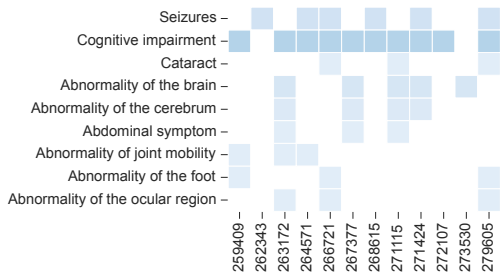 Seizures
Cognitive impairment
Cataract
Abnormality of the brain
Abnormality of the cerebrum
Abdominal symptom
Abnormality of joint mobility
Abnormality of the foot
Abnormality of the ocular region
259409
262343
263172
264571
266721
267377
268615
271115
271424
272107
273530
279605